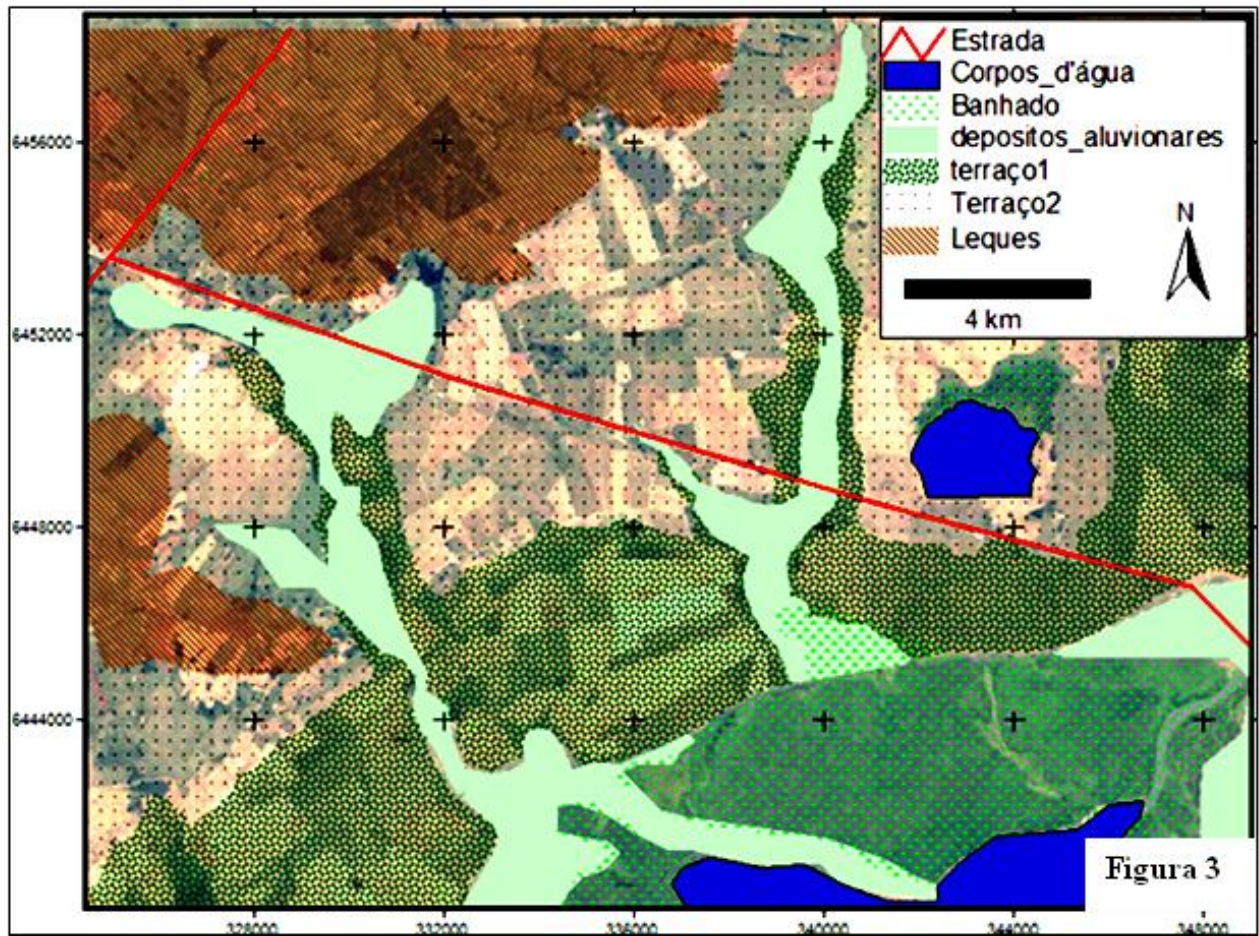 Estrada
Corpos_d'água
Banhado
depositos_aluvionares
terraço1
Terraço2
Leques
N
4 km
6456000
6452000
6448000
6444000
328000
332000
336000
340000
344000
348000
Figura 3